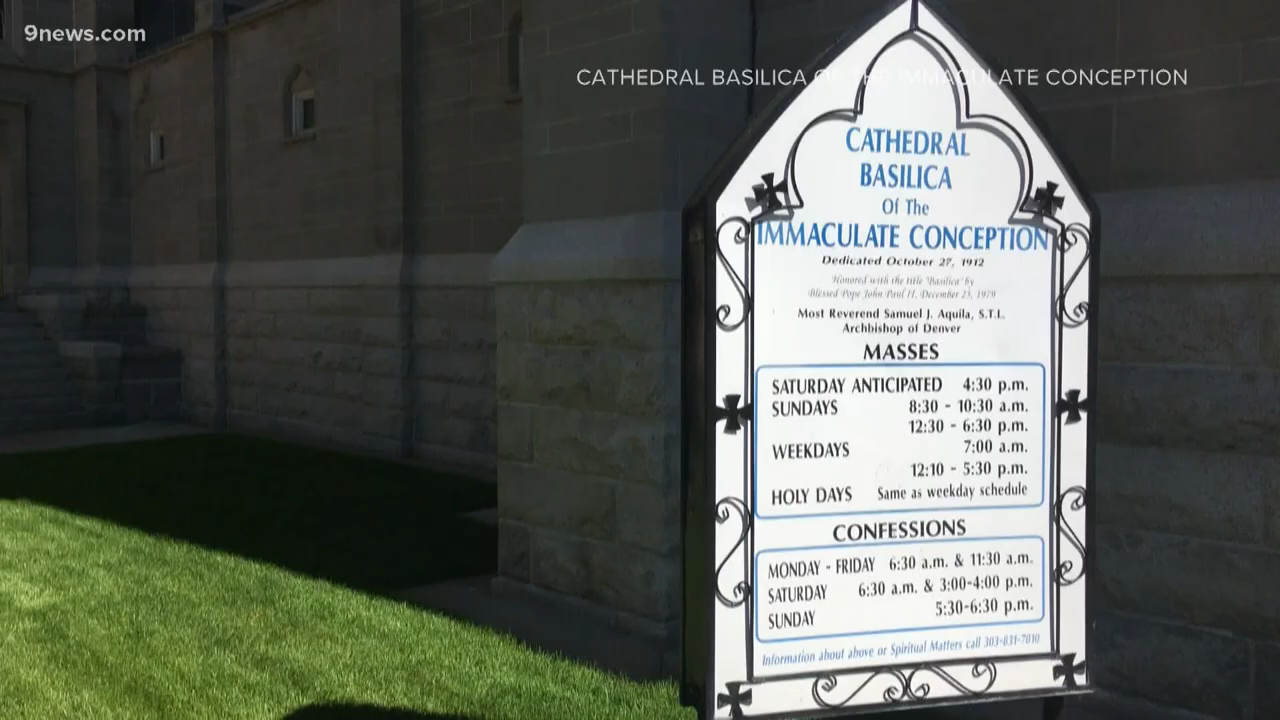 9news.com
CATHEDRAL BASILICA OF THE IMMACULATE CONCEPTION
CATHEDRAL
BASILICA
Of The
IMMACULATE CONCEPTION
Dedicated October 27, 1912
Honored with the title "Basilica" by
Blessed Pope John Paul II, December 25, 1979
Most Reverend Samuel J. Aquila, S.T.L.
Archbishop of Denver
MASSES
SATURDAY ANTICIPATED 4:30 p.m.
SUNDAYS 8:30 - 10:30 a.m.
12:30 - 6:30 p.m.
WEEKDAYS 7:00 a.m.
12:10 - 5:30 p.m.
HOLY DAYS Same as weekday schedule
CONFESSIONS
MONDAY - FRIDAY 6:30 a.m. & 11:30 a.m.
SATURDAY 6:30 a.m. & 3:00-4:00 p.m.
SUNDAY 5:30-6:30 p.m.
Information about above or Spiritual Matters call 303-831-7010